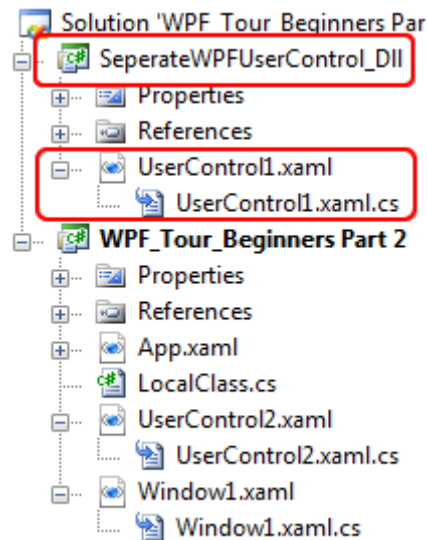 Solution 'WPF_Tour_Beginners Par
SeperateWPFUserControl_Dll
Properties
References
UserControl1.xaml
UserControl1.xaml.cs
WPF_Tour_Beginners Part 2
Properties
References
App.xaml
LocalClass.cs
UserControl2.xaml
UserControl2.xaml.cs
Window1.xaml
Window1.xaml.cs